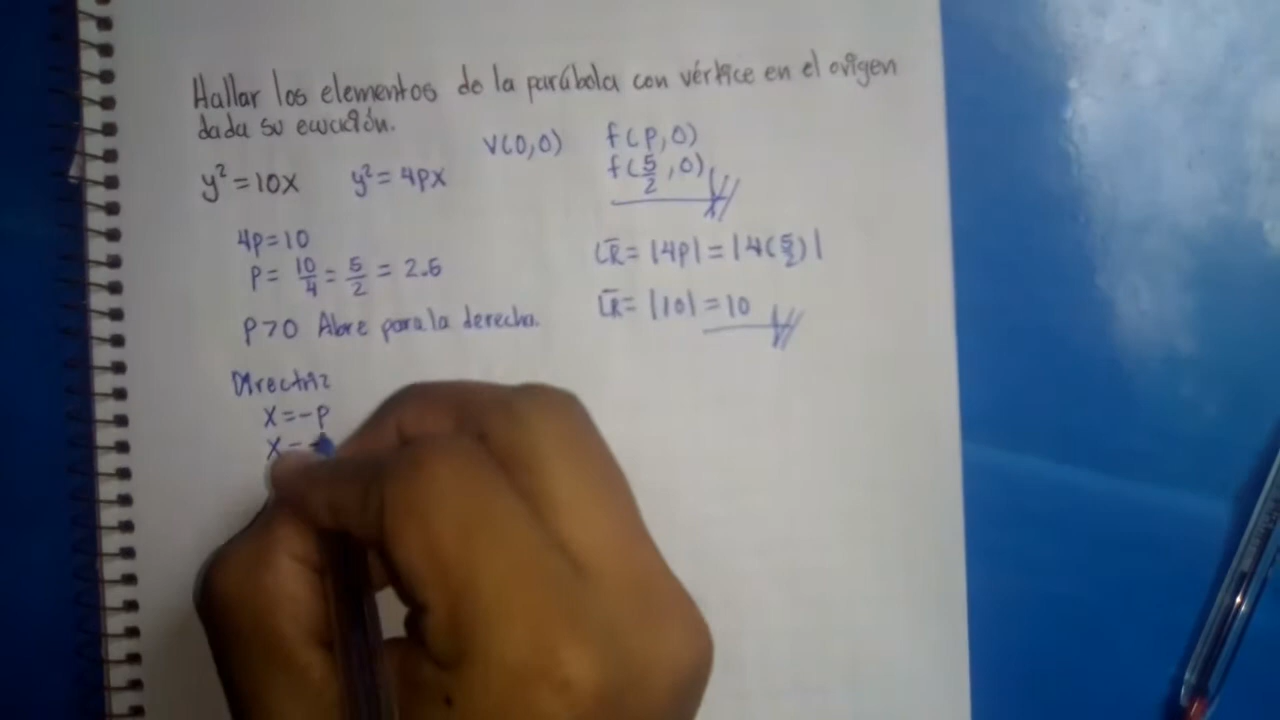 Hallar los elementos de la parábola con vértice en el origen
dada su ecuación.
V(0,0) f(P,0)
f(5/2,0)
y²=10x y²=4Px
4p=10
P= 10/4 = 5/2 = 2.5
P>0 Abre para la derecha.
L̅R̅= |4P|= |4(5/2)|
L̅R̅= |10|=10
Directriz
X=-P
X=-